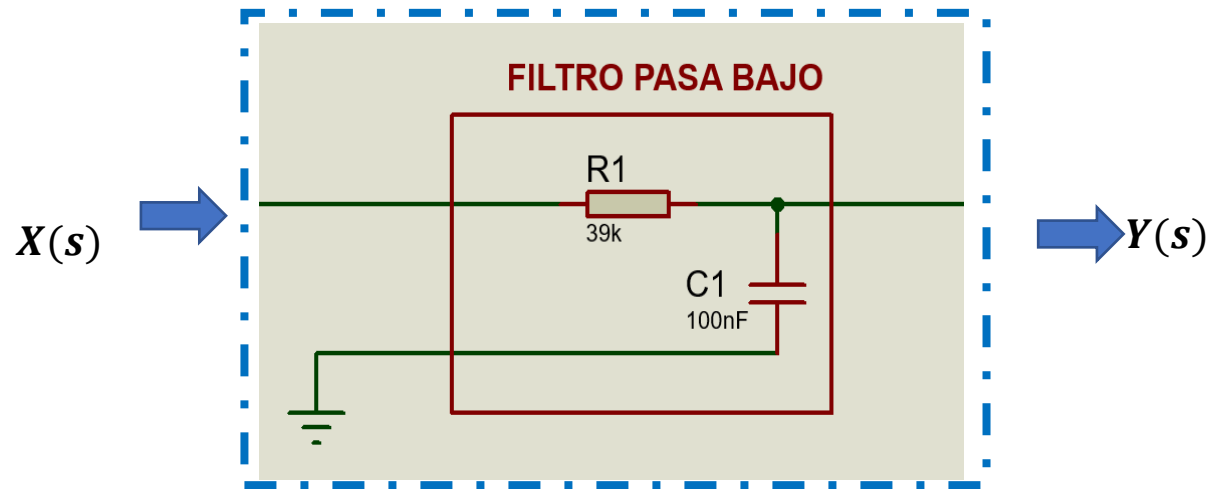 FILTRO PASA BAJO
R1
39k
X(s)
Y(s)
C1
100nF